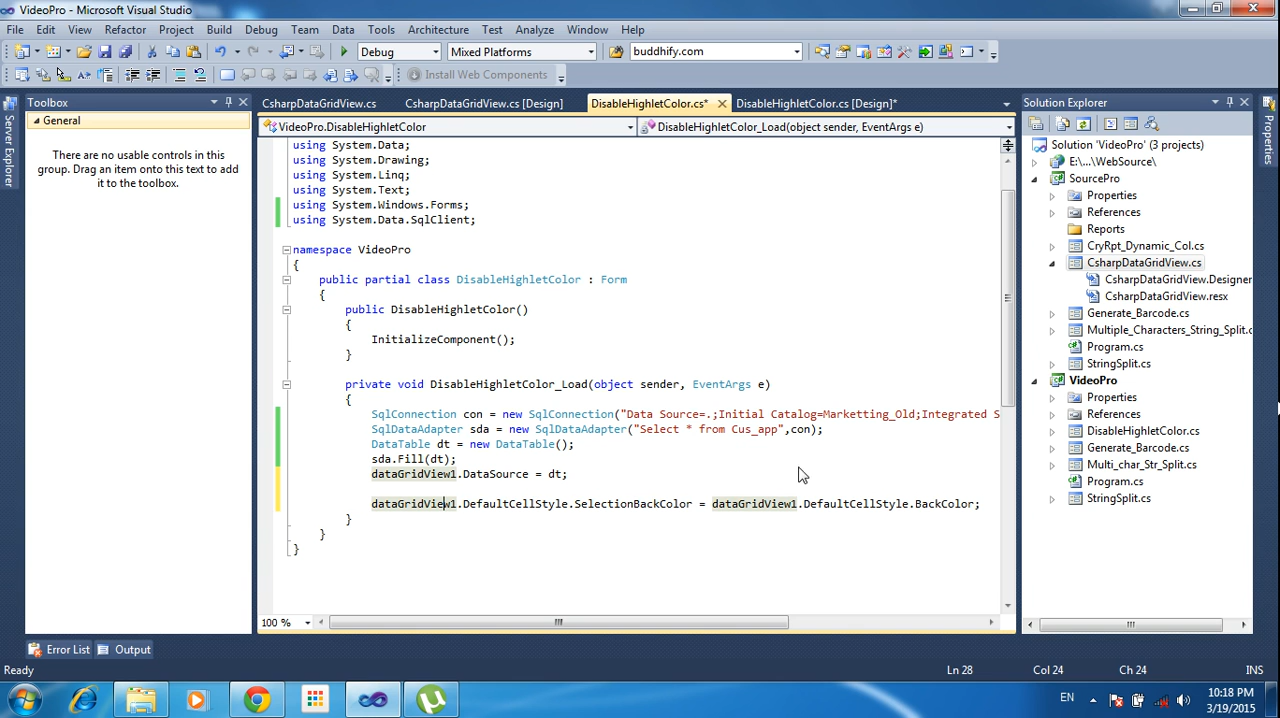 VideoPro - Microsoft Visual Studio
File Edit View Refactor Project Build Debug Team Data Tools Architecture Test Analyze Window Help
Debug Mixed Platforms buddhify.com
Install Web Components
Toolbox
CsharpDataGridView.cs CsharpDataGridView.cs [Design] DisableHighletColor.cs* DisableHighletColor.cs [Design]*
Solution Explorer
General
VideoPro.DisableHighletColor DisableHighletColor_Load(object sender, EventArgs e)
Server Explorer
Properties
There are no usable controls in this
group. Drag an item onto this text to add
it to the toolbox.
using System.Data;
using System.Drawing;
using System.Linq;
using System.Text;
using System.Windows.Forms;
using System.Data.SqlClient;
namespace VideoPro
{
public partial class DisableHighletColor : Form
{
public DisableHighletColor()
{
InitializeComponent();
}
private void DisableHighletColor_Load(object sender, EventArgs e)
{
SqlConnection con = new SqlConnection("Data Source=.;Initial Catalog=Marketting_Old;Integrated S
SqlDataAdapter sda = new SqlDataAdapter("Select * from Cus_app",con);
DataTable dt = new DataTable();
sda.Fill(dt);
dataGridView1.DataSource = dt;
dataGridView1.DefaultCellStyle.SelectionBackColor = dataGridView1.DefaultCellStyle.BackColor;
}
}
}
Solution 'VideoPro' (3 projects)
E:\...\WebSource\
SourcePro
Properties
References
Reports
CryRpt_Dynamic_Col.cs
CsharpDataGridView.cs
CsharpDataGridView.Designer
CsharpDataGridView.resx
Generate_Barcode.cs
Multiple_Characters_String_Split.c
Program.cs
StringSplit.cs
VideoPro
Properties
References
DisableHighletColor.cs
Generate_Barcode.cs
Multi_char_Str_Split.cs
Program.cs
StringSplit.cs
100 %
Error List Output
Ready Ln 28 Col 24 Ch 24 INS
EN
10:18 PM
3/19/2015